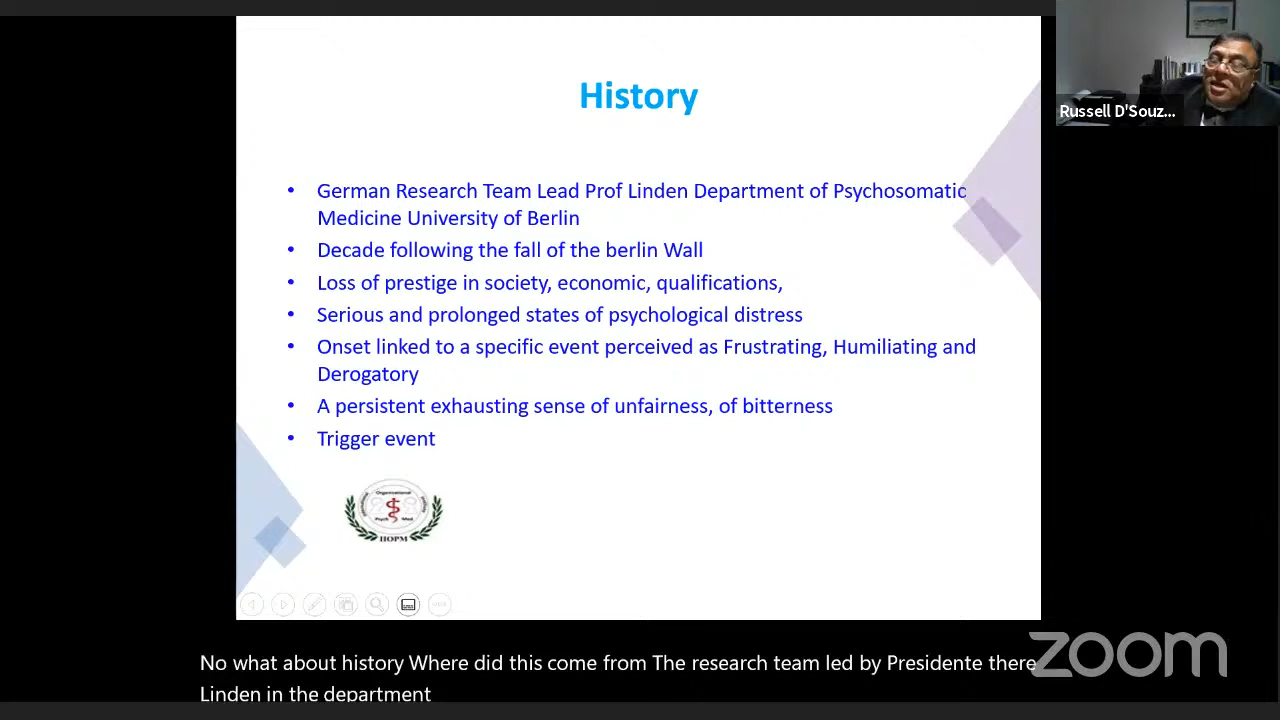 History
Russell D'Souz...
• German Research Team Lead Prof Linden Department of Psychosomatic
Medicine University of Berlin
• Decade following the fall of the berlin Wall
• Loss of prestige in society, economic, qualifications,
• Serious and prolonged states of psychological distress
• Onset linked to a specific event perceived as Frustrating, Humiliating and
Derogatory
• A persistent exhausting sense of unfairness, of bitterness
• Trigger event
Organizational
Psych Med
IIOPM
zoom
No what about history Where did this come from The research team led by Presidente there
Linden in the department